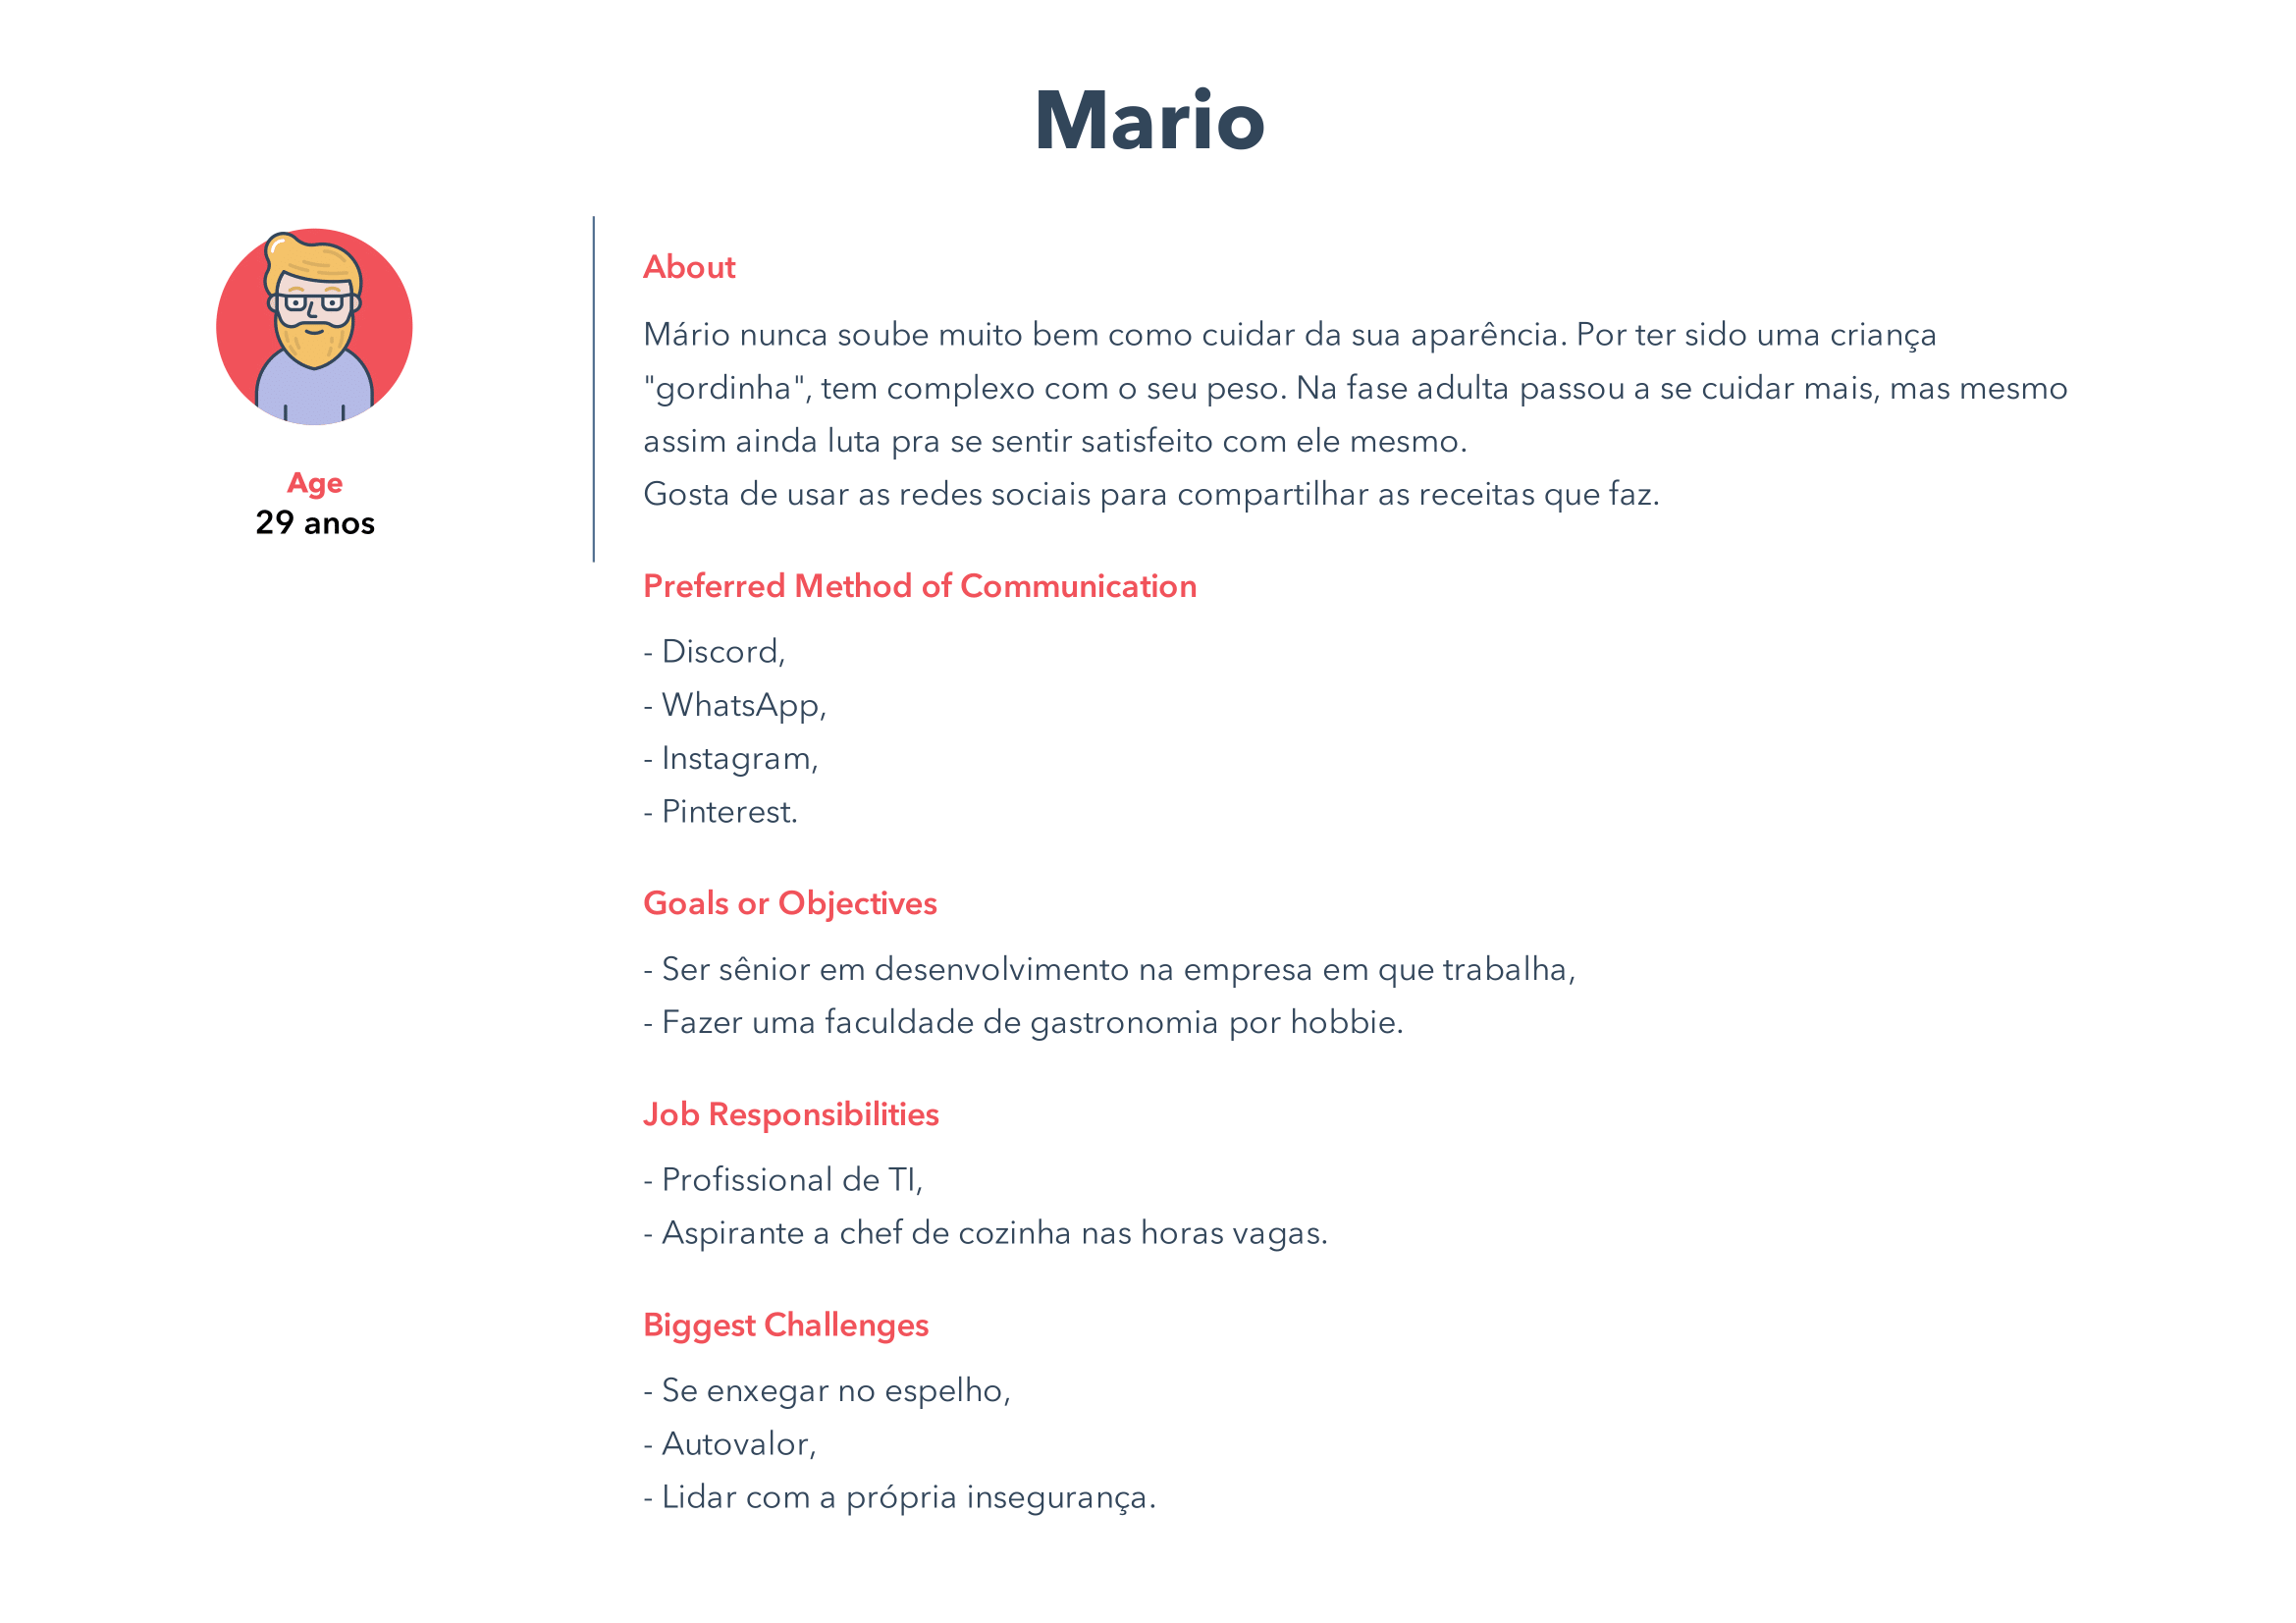 Mario
Age
29 anos
About
Mário nunca soube muito bem como cuidar da sua aparência. Por ter sido uma criança
"gordinha", tem complexo com o seu peso. Na fase adulta passou a se cuidar mais, mas mesmo
assim ainda luta pra se sentir satisfeito com ele mesmo.
Gosta de usar as redes sociais para compartilhar as receitas que faz.
Preferred Method of Communication
- Discord,
- WhatsApp,
- Instagram,
- Pinterest.
Goals or Objectives
- Ser sênior em desenvolvimento na empresa em que trabalha,
- Fazer uma faculdade de gastronomia por hobbie.
Job Responsibilities
- Profissional de TI,
- Aspirante a chef de cozinha nas horas vagas.
Biggest Challenges
- Se enxegar no espelho,
- Autovalor,
- Lidar com a própria insegurança.